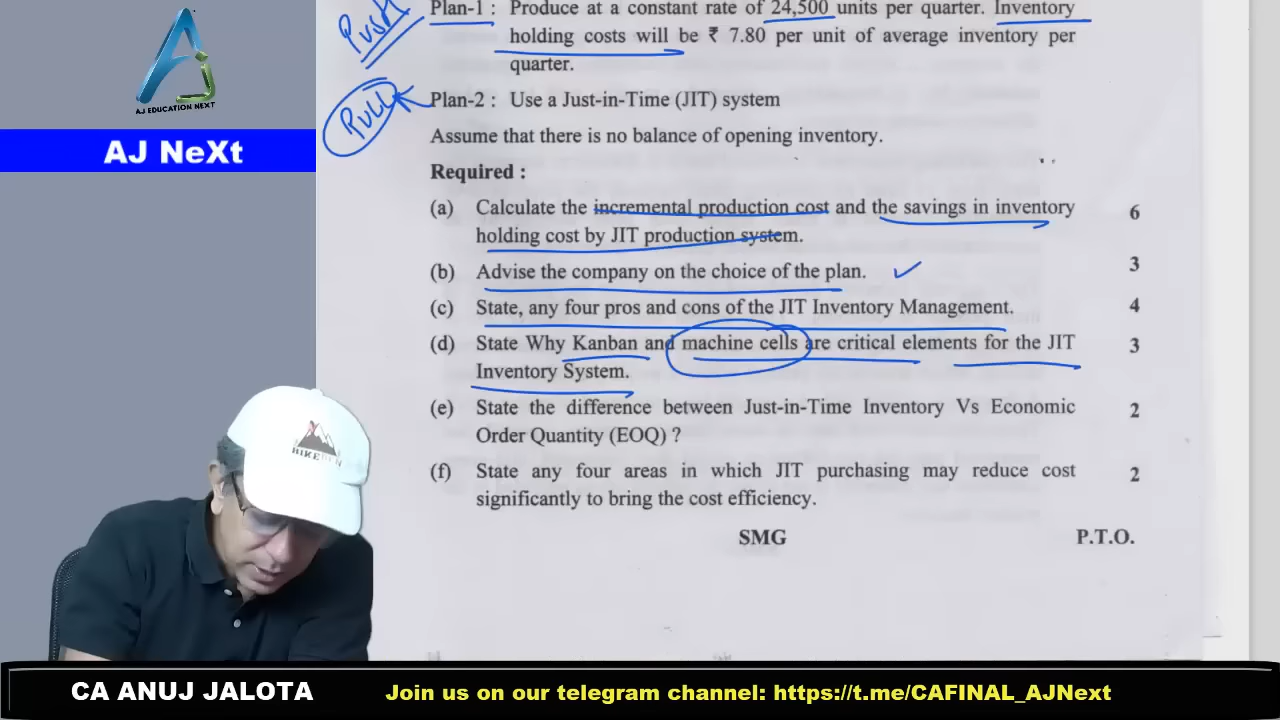 Plan-1 : Produce at a constant rate of 24,500 units per quarter. Inventory
holding costs will be ₹ 7.80 per unit of average inventory per
quarter.
PUSH
Plan-2 : Use a Just-in-Time (JIT) system
PULL
Assume that there is no balance of opening inventory.
Required :
(a) Calculate the incremental production cost and the savings in inventory 6
holding cost by JIT production system.
(b) Advise the company on the choice of the plan. 3
(c) State, any four pros and cons of the JIT Inventory Management. 4
(d) State Why Kanban and machine cells are critical elements for the JIT 3
Inventory System.
(e) State the difference between Just-in-Time Inventory Vs Economic 2
Order Quantity (EOQ) ?
(f) State any four areas in which JIT purchasing may reduce cost 2
significantly to bring the cost efficiency.
SMG P.T.O.
AJ EDUCATION NEXT
AJ NeXt
CA ANUJ JALOTA Join us on our telegram channel: https://t.me/CAFINAL_AJNext